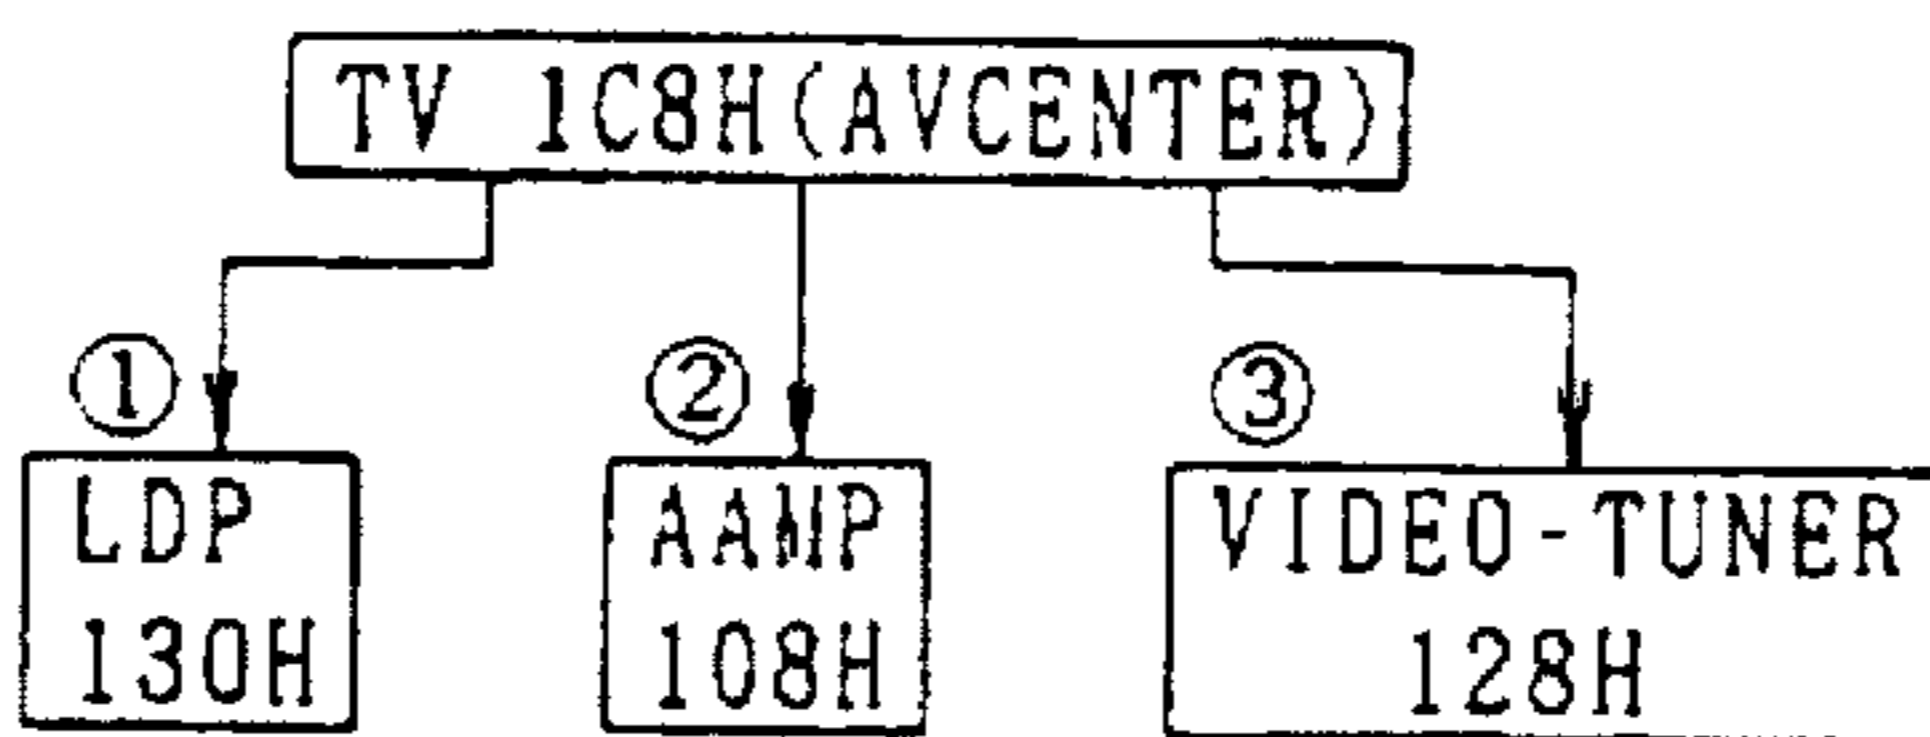 TV 1C8H(AVCENTER)
① ② ③
LDP AAMP VIDEO-TUNER
130H 108H 128H